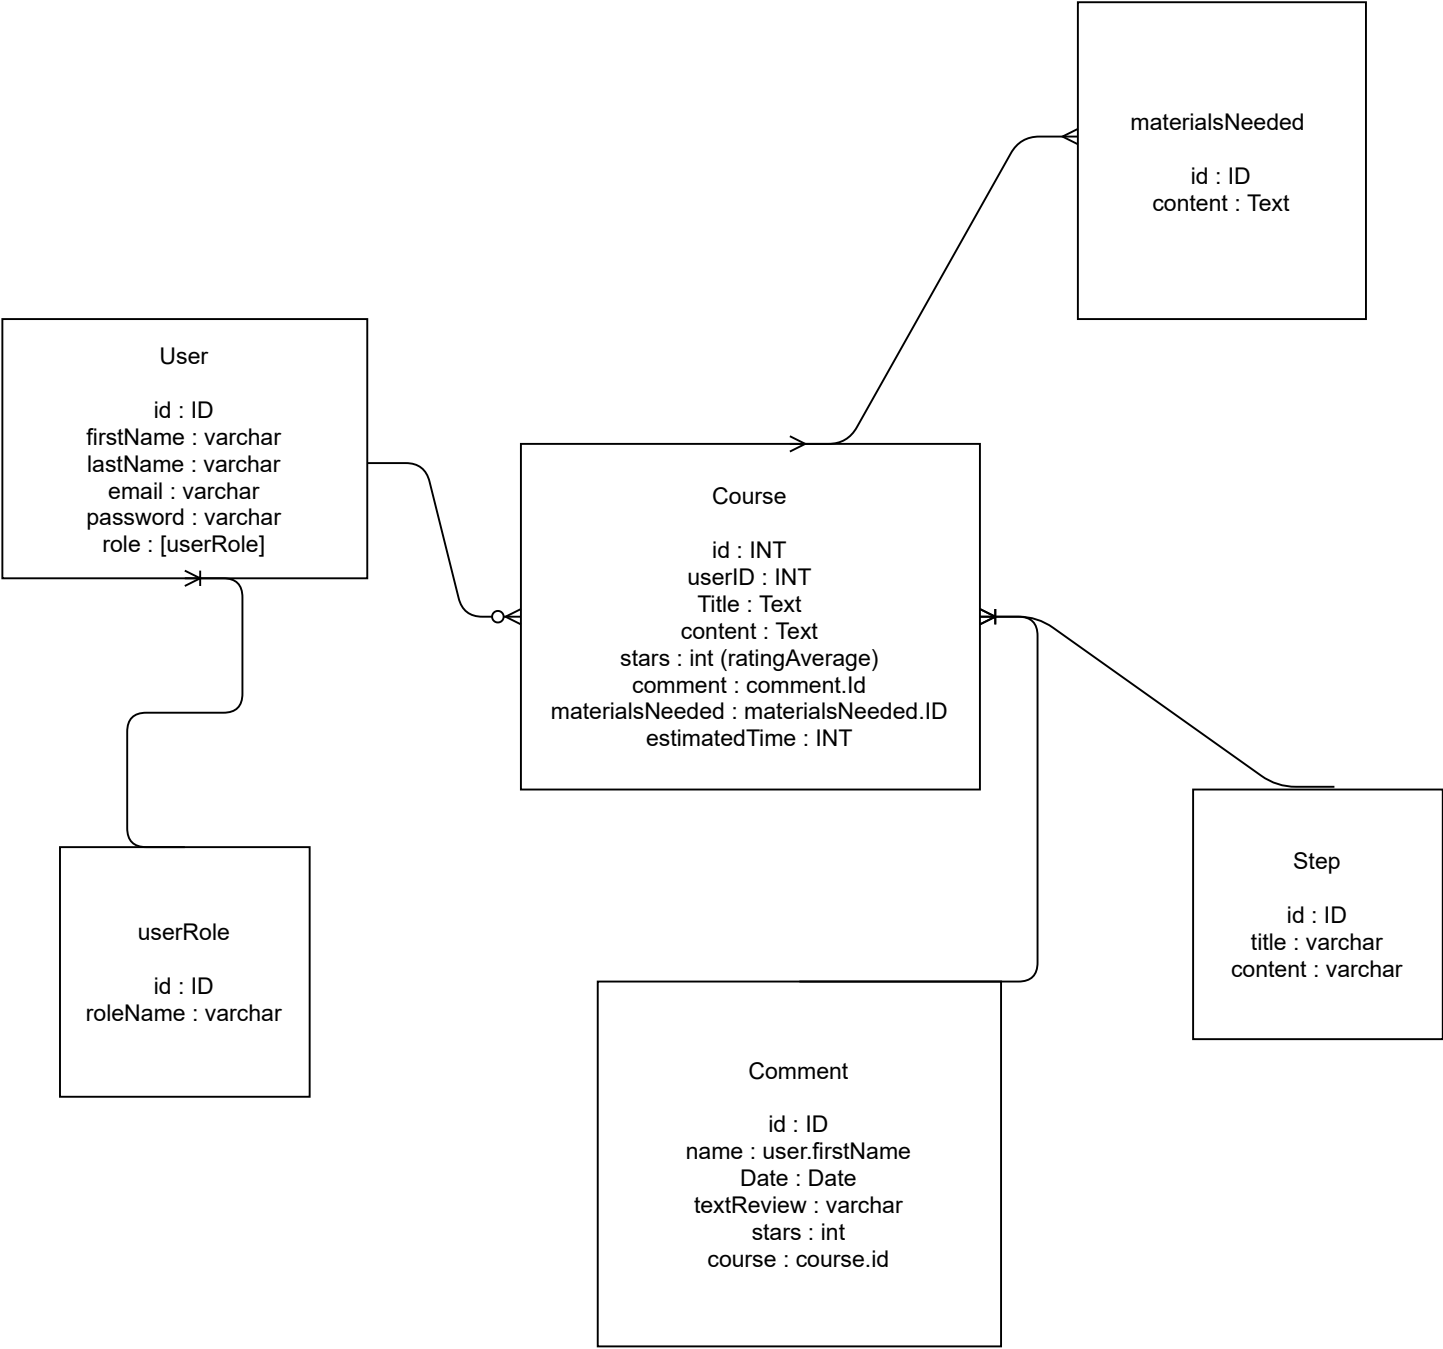 materialsNeeded
id : ID
content : Text
User
id : ID
firstName : varchar
lastName : varchar
email : varchar
password : varchar
role : [userRole]
Course
id : INT
userID : INT
Title : Text
content : Text
stars : int (ratingAverage)
comment : comment.Id
materialsNeeded : materialsNeeded.ID
estimatedTime : INT
userRole
id : ID
roleName : varchar
Step
id : ID
title : varchar
content : varchar
Comment
id : ID
name : user.firstName
Date : Date
textReview : varchar
stars : int
course : course.id